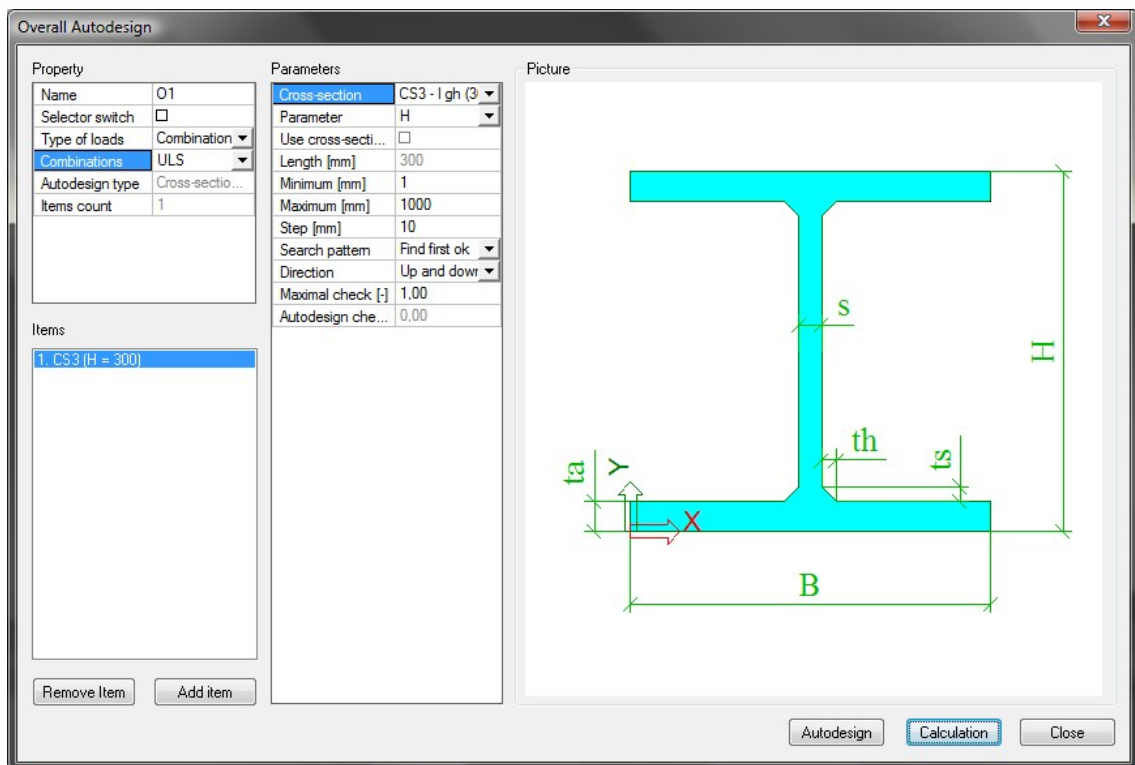 Overall Autodesign
Property
Name O1
Selector switch
Type of loads Combination
Combinations ULS
Autodesign type Cross-sectio...
Items count 1
Items
1. CS3 (H = 300)
Remove Item Add item
Parameters
Cross-section CS3 - I gh (3
Parameter H
Use cross-secti...
Length [mm] 300
Minimum [mm] 1
Maximum [mm] 1000
Step [mm] 10
Search pattern Find first ok
Direction Up and down
Maximal check [-] 1,00
Autodesign che... 0,00
Picture
s
H
th
ts
ta
Y
X
B
Autodesign Calculation Close